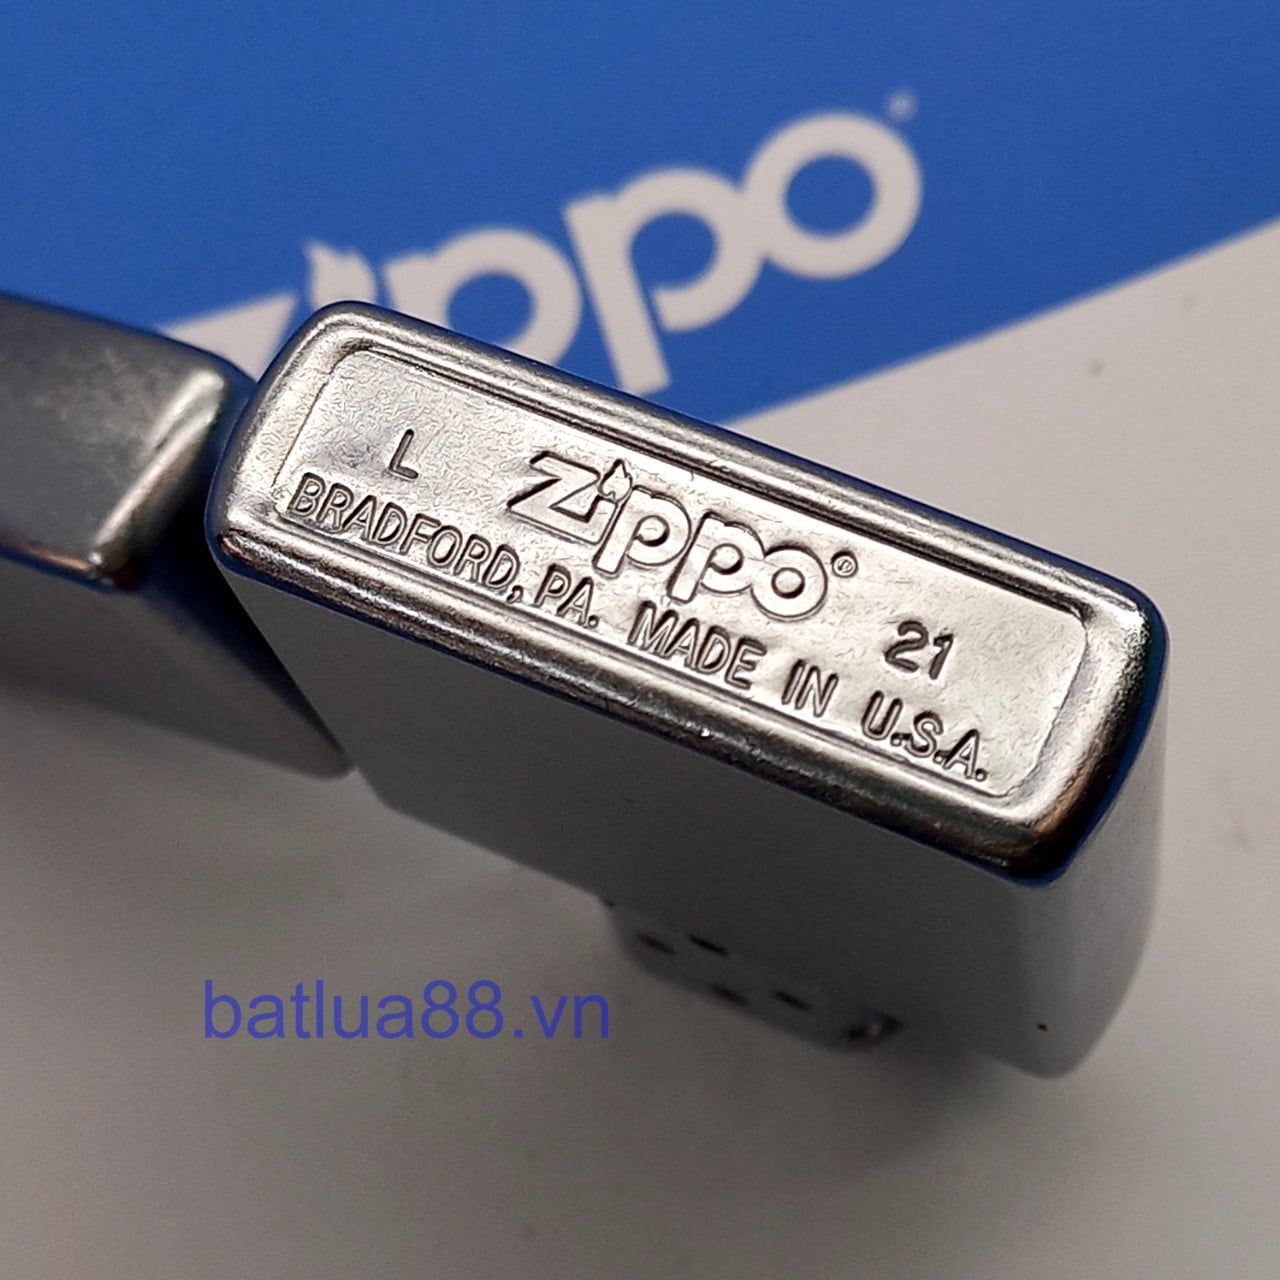 zippo
L zippo® 21
BRADFORD, PA. MADE IN U.S.A.
batlua88.vn